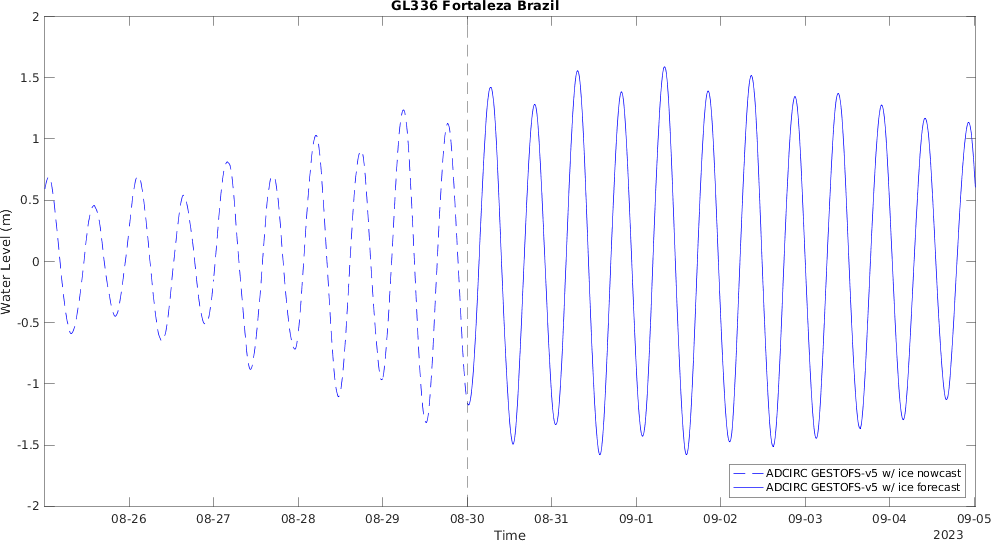 GL336 Fortaleza Brazil
2
1.5
1
0.5
0
-0.5
-1
-1.5
-2
Water Level (m)
ADCIRC GESTOFS-v5 w/ ice nowcast
ADCIRC GESTOFS-v5 w/ ice forecast
08-26 08-27 08-28 08-29 08-30 08-31 09-01 09-02 09-03 09-04 09-05
Time
2023